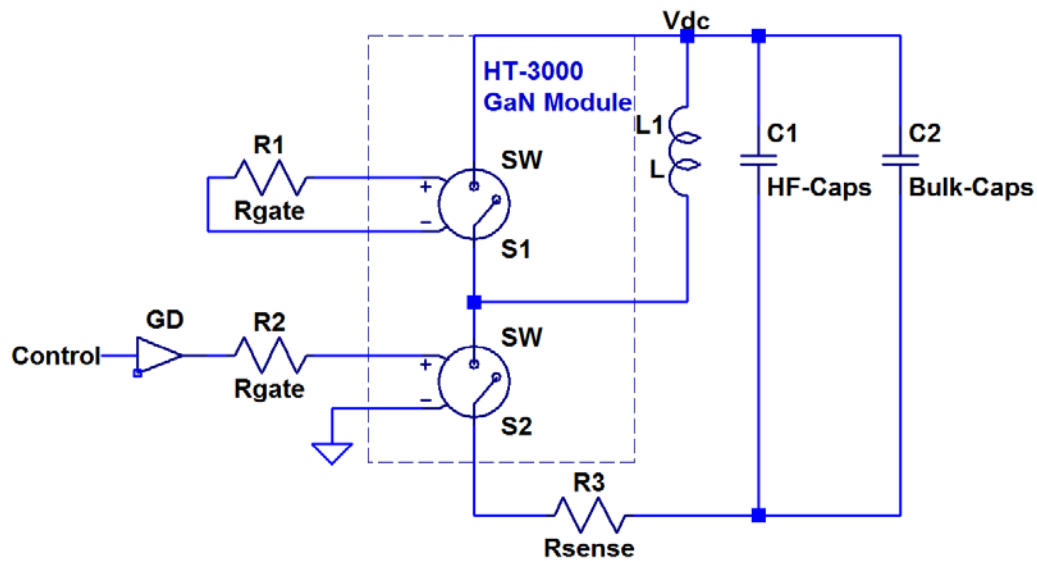 Vdc
HT-3000
GaN Module
R1
Rgate
+
-
SW
S1
L1
L
C1
HF-Caps
C2
Bulk-Caps
Control
GD
R2
Rgate
+
-
SW
S2
R3
Rsense